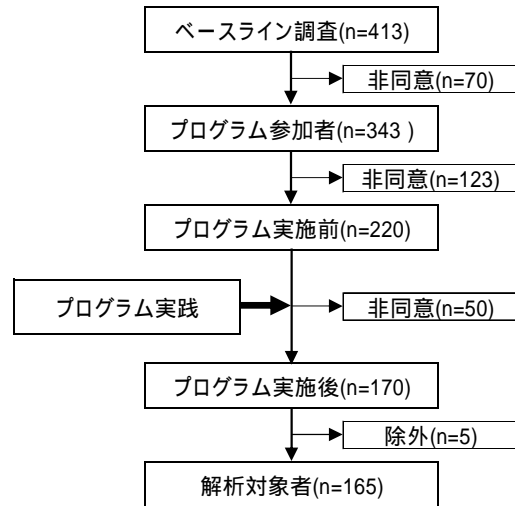 ベースライン調査(n=413)
非同意(n=70)
プログラム参加者(n=343 )
非同意(n=123)
プログラム実施前(n=220)
プログラム実践
非同意(n=50)
プログラム実施後(n=170)
除外(n=5)
解析対象者(n=165)